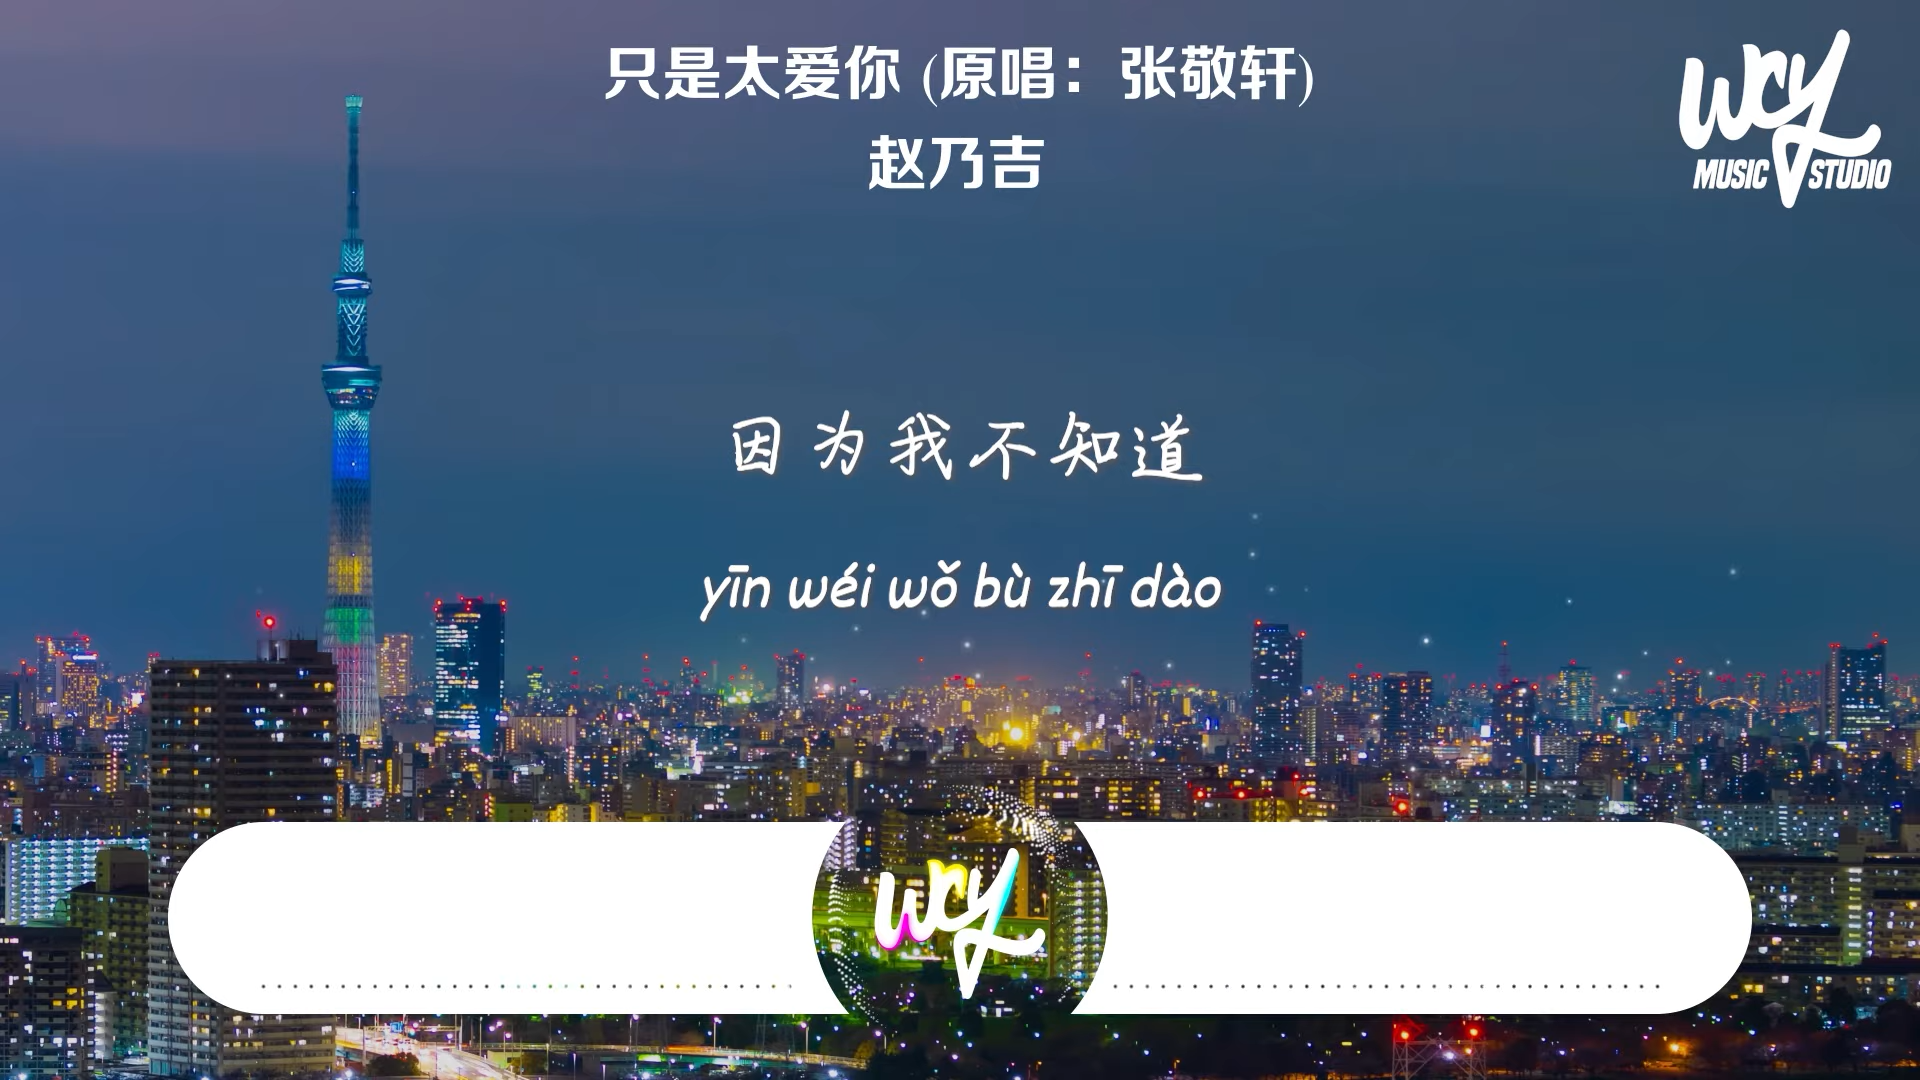 只是太爱你 (原唱：张敬轩)
赵乃吉
wcy
MUSIC STUDIO
因为我不知道
yīn wéi wǒ bù zhī dào
wcy